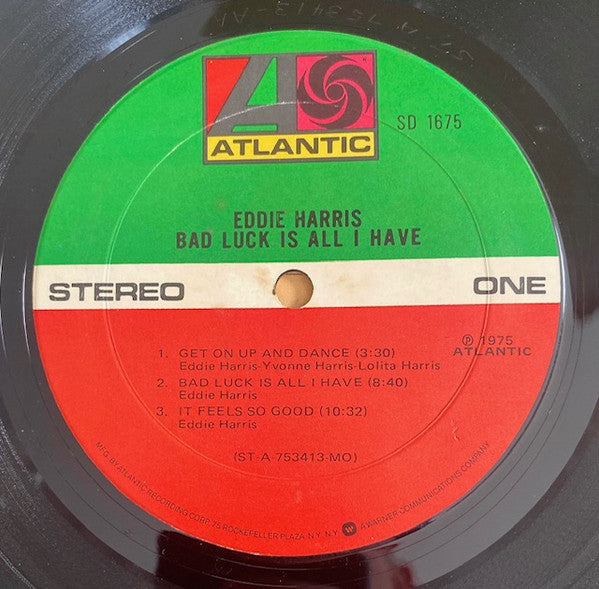 ATLANTIC
SD 1675
EDDIE HARRIS
BAD LUCK IS ALL I HAVE
STEREO
ONE
1. GET ON UP AND DANCE (3:30)
Eddie Harris-Yvonne Harris-Lolita Harris
2. BAD LUCK IS ALL I HAVE (8:40)
Eddie Harris
3. IT FEELS SO GOOD (10:32)
Eddie Harris
℗ 1975
ATLANTIC
(ST-A-753413-MO)
MFG. BY ATLANTIC RECORDING CORP. 75 ROCKEFELLER PLAZA, N.Y. N.Y. A WARNER COMMUNICATIONS COMPANY